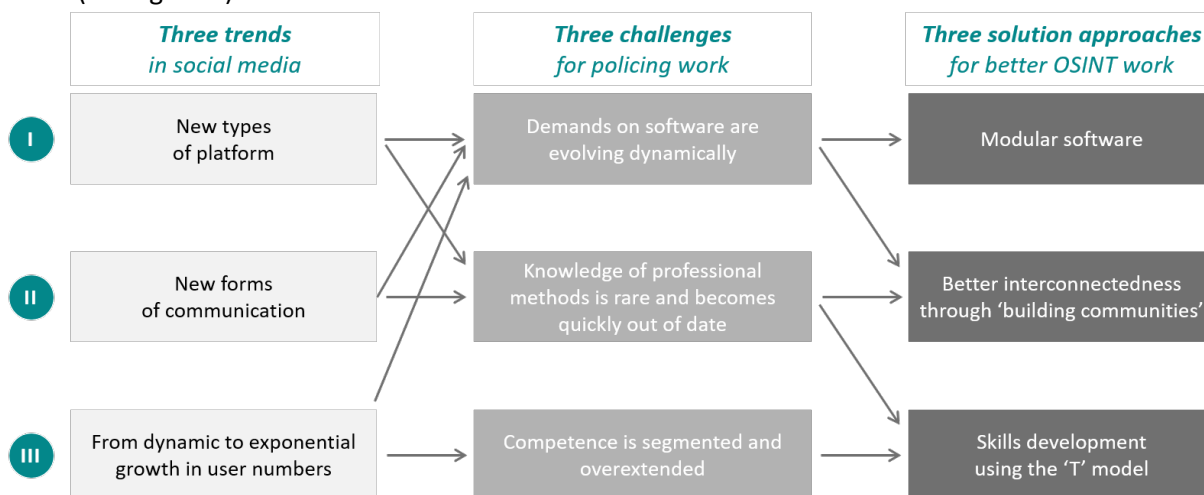 Three trends
in social media
Three challenges
for policing work
Three solution approaches
for better OSINT work
I
New types
of platform
Demands on software are
evolving dynamically
Modular software
II
New forms
of communication
Knowledge of professional
methods is rare and becomes
quickly out of date
Better interconnectedness
through ‘building communities’
III
From dynamic to exponential
growth in user numbers
Competence is segmented and
overextended
Skills development
using the ‘T’ model